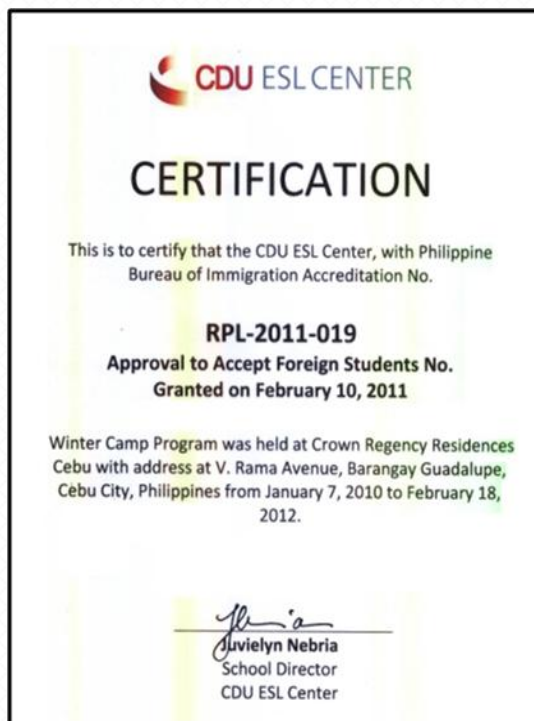 CDU ESL CENTER
CERTIFICATION
This is to certify that the CDU ESL Center, with Philippine
Bureau of Immigration Accreditation No.
RPL-2011-019
Approval to Accept Foreign Students No.
Granted on February 10, 2011
Winter Camp Program was held at Crown Regency Residences
Cebu with address at V. Rama Avenue, Barangay Guadalupe,
Cebu City, Philippines from January 7, 2010 to February 18,
2012.
Juvielyn Nebria
School Director
CDU ESL Center